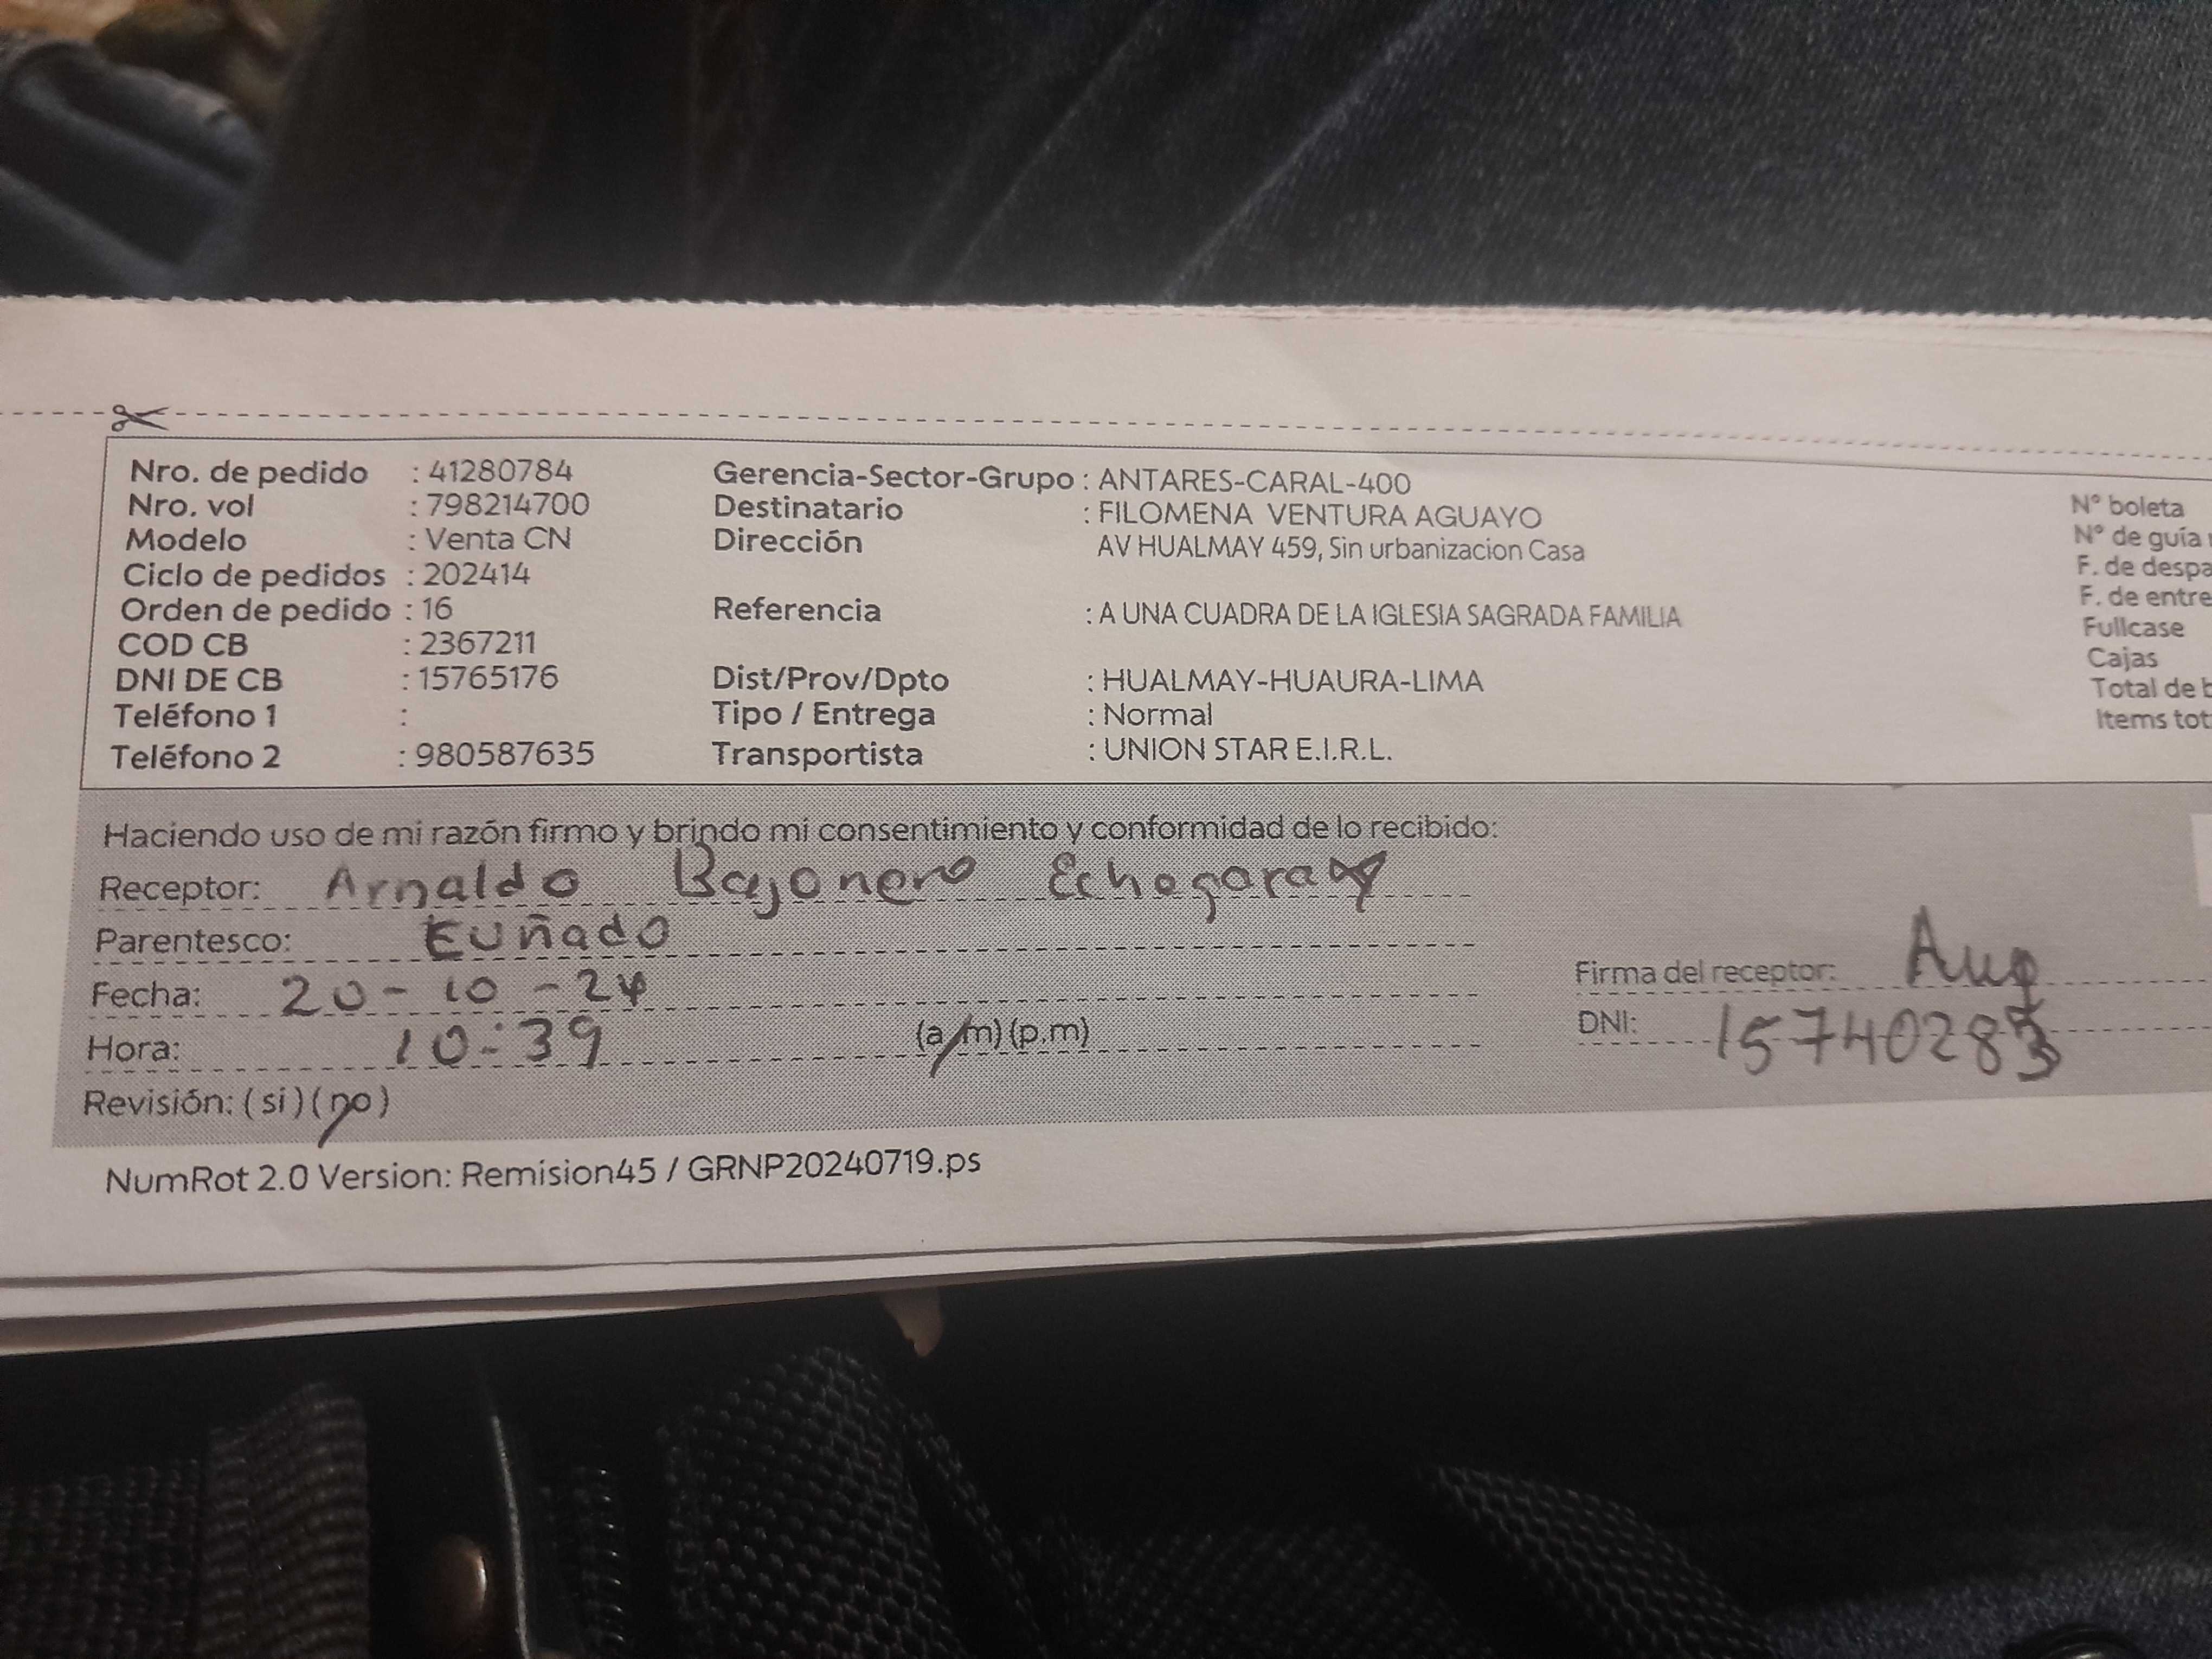 Nro. de pedido : 41280784
Nro. vol : 798214700
Modelo : Venta CN
Ciclo de pedidos : 202414
Orden de pedido : 16
COD CB : 2367211
DNI DE CB : 15765176
Teléfono 1 :
Teléfono 2 : 980587635
Gerencia-Sector-Grupo : ANTARES-CARAL-400
Destinatario : FILOMENA VENTURA AGUAYO
Dirección AV HUALMAY 459, Sin urbanizacion Casa
Referencia : A UNA CUADRA DE LA IGLESIA SAGRADA FAMILIA
Dist/Prov/Dpto : HUALMAY-HUAURA-LIMA
Tipo / Entrega : Normal
Transportista : UNION STAR E.I.R.L.
N° boleta
N° de guía
F. de despa
F. de entre
Fullcase
Cajas
Total de b
Items tot
Haciendo uso de mi razón firmo y brindo mi consentimiento y conformidad de lo recibido:
Receptor: Arnaldo Bajonero Echegaray
Parentesco: Cuñado
Fecha: 20-10-24
Hora: 10:39 (a/m) (p.m)
Revisión: (si) (no)
Firma del receptor:
DNI: 15740283
NumRot 2.0 Version: Remision45 / GRNP20240719.ps